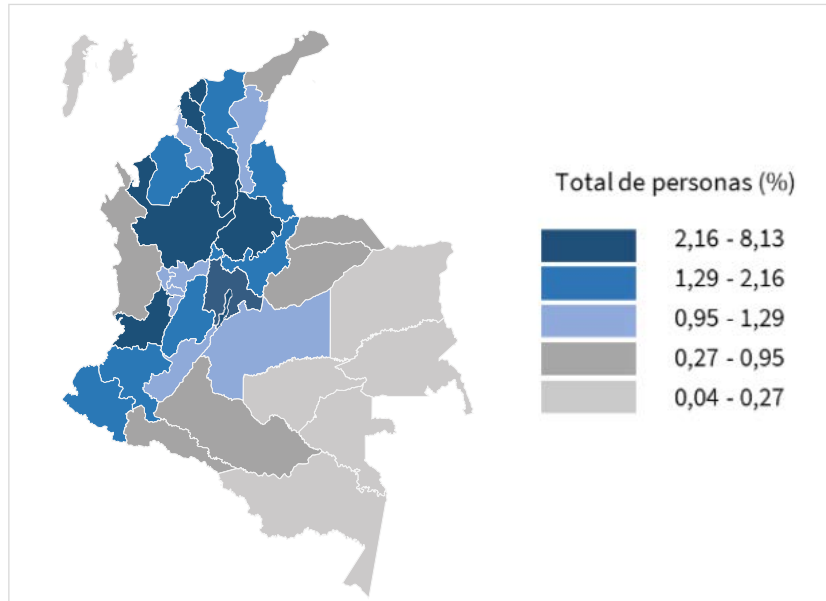 Total de personas (%)
2,16 - 8,13
1,29 - 2,16
0,95 - 1,29
0,27 - 0,95
0,04 - 0,27